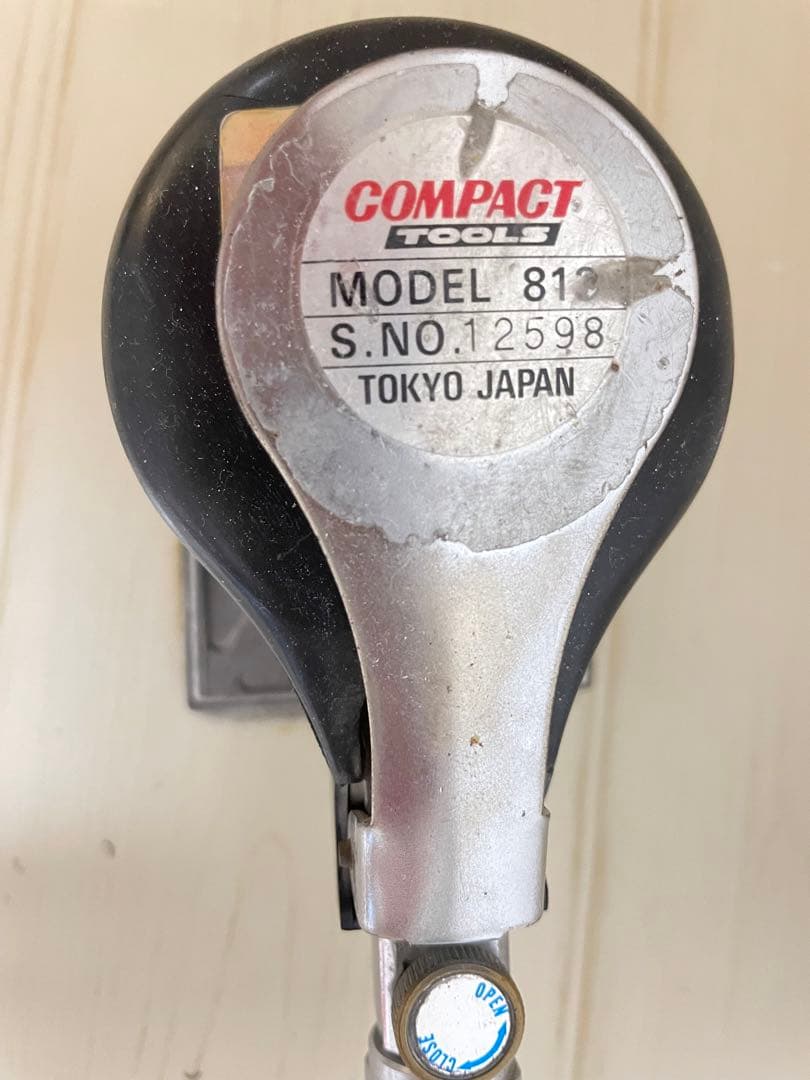 COMPACT
TOOLS
MODEL
S.NO.12598
TOKYO JAPAN
OPEN
CLOSE